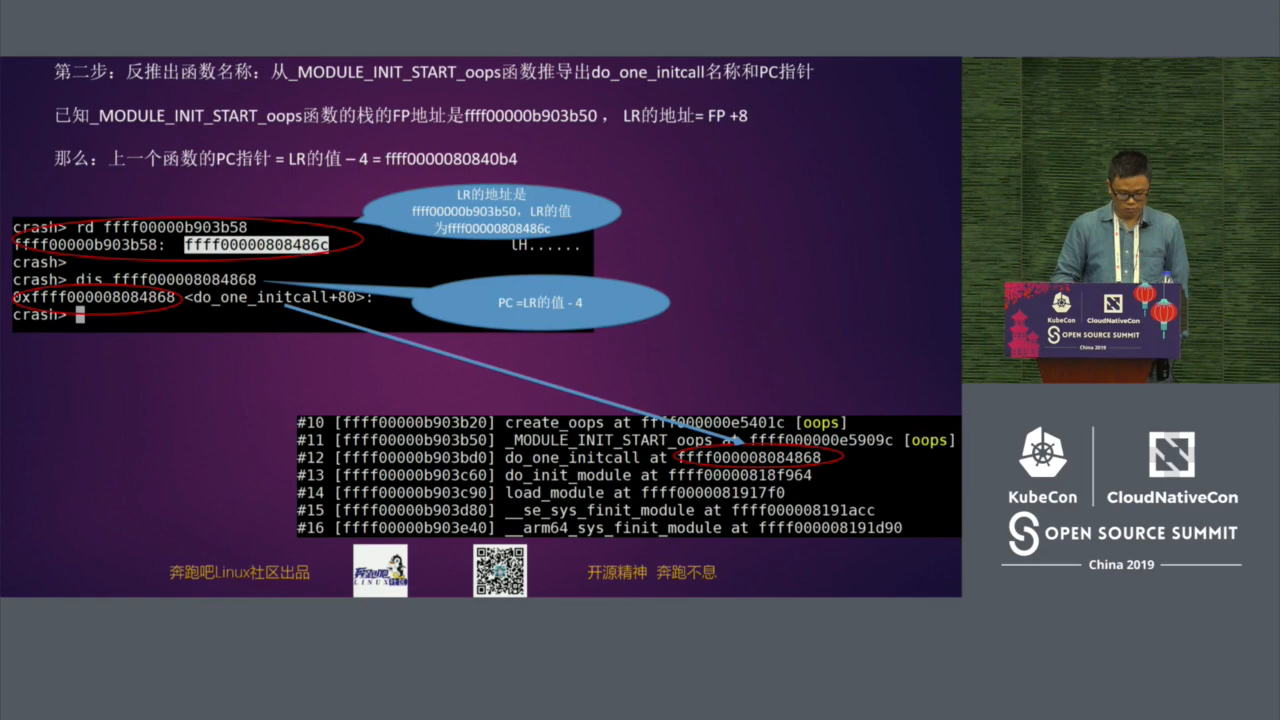 第二步：反推出函数名称：从_MODULE_INIT_START_oops函数推导出do_one_initcall名称和PC指针
已知_MODULE_INIT_START_oops函数的栈的FP地址是ffff00000b903b50 ， LR的地址= FP +8
那么：上一个函数的PC指针 = LR的值 – 4 = ffff0000080840b4
LR的地址是
ffff00000b903b50，LR的值
为ffff00000808486c
crash> rd ffff00000b903b58
ffff00000b903b58: ffff00000808486c lH......
crash>
crash> dis ffff000008084868
0xffff000008084868 <do_one_initcall+80>:
crash>
PC =LR的值 - 4
#10 [ffff00000b903b20] create_oops at ffff000000e5401c [oops]
#11 [ffff00000b903b50] _MODULE_INIT_START_oops at ffff000000e5909c [oops]
#12 [ffff00000b903bd0] do_one_initcall at ffff000008084868
#13 [ffff00000b903c60] do_init_module at ffff00000818f964
#14 [ffff00000b903c90] load_module at ffff0000081917f0
#15 [ffff00000b903d80] __se_sys_finit_module at ffff000008191acc
#16 [ffff00000b903e40] __arm64_sys_finit_module at ffff000008191d90
奔跑吧Linux社区出品
奔跑吧
LINUX社区
开源精神 奔跑不息
KubeCon CloudNativeCon
OPEN SOURCE SUMMIT
China 2019
KubeCon CloudNativeCon
OPEN SOURCE SUMMIT
China 2019